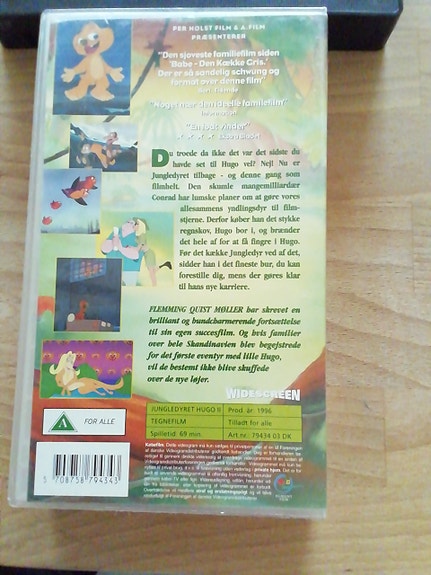 PER HOLST FILM & A. FILM
PRÆSENTERER
"Den sjoveste familiefilm siden
'Babe - Den Kække Gris.'
Der er så sandelig schwung og
format over denne film"
"Noget nær den ideelle familiefilm"
"En lout vinder"
Du troede da ikke det var det sidste du
havde set til Hugo vel? Nej! Nu er
Jungledyret tilbage - og denne gang som
filmhelt. Den skumle mangemilliardær
Conrad har lumske planer om at gøre vores
allesammens yndlingsdyr til film-
stjerne. Derfor køber han det stykke
regnskov, Hugo bor i, og brænder
det hele af for at få fingre i Hugo.
Før det kække Jungledyr ved af det,
sidder han i det fineste bur, du kan
forestille dig, mens der gøres klar
til hans nye karriere.
FLEMMING QUIST MØLLER har skrevet en
brilliant og bundcharmerende fortsættelse
til sin egen succesfilm. Og hvis familier
over hele Skandinavien blev begejstrede
for det første eventyr med lille Hugo,
vil de bestemt ikke blive skuffede
over de nye løjer.
WIDESCREEN
A FOR ALLE
JUNGLEDYRET HUGO II Prod. år: 1996
TEGNEFILM Tilladt for alle
Spilletid: 69 min. Art.nr.: 79434 03 DK
5 708758 794343